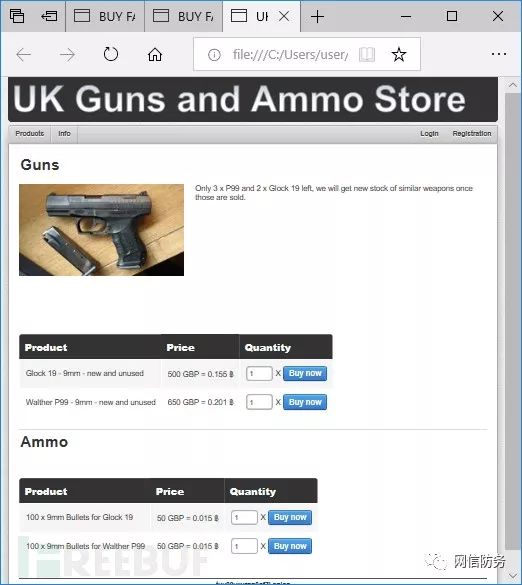 BUY FA
BUY FA
UK
file:///C:/Users/user/
UK Guns and Ammo Store
Products Info Login Registration
Guns
Only 3 x P99 and 2 x Glock 19 left, we will get new stock of similar weapons once
those are sold.
Product Price Quantity
Glock 19 - 9mm - new and unused 500 GBP = 0.155 ฿ 1 X Buy now
Walther P99 - 9mm - new and unused 650 GBP = 0.201 ฿ 1 X Buy now
Ammo
Product Price Quantity
100 x 9mm Bullets for Glock 19 50 GBP = 0.015 ฿ 1 X Buy now
100 x 9mm Bullets for Walther P99 50 GBP = 0.015 ฿ 1 X Buy now
FREEBUF
网信防务